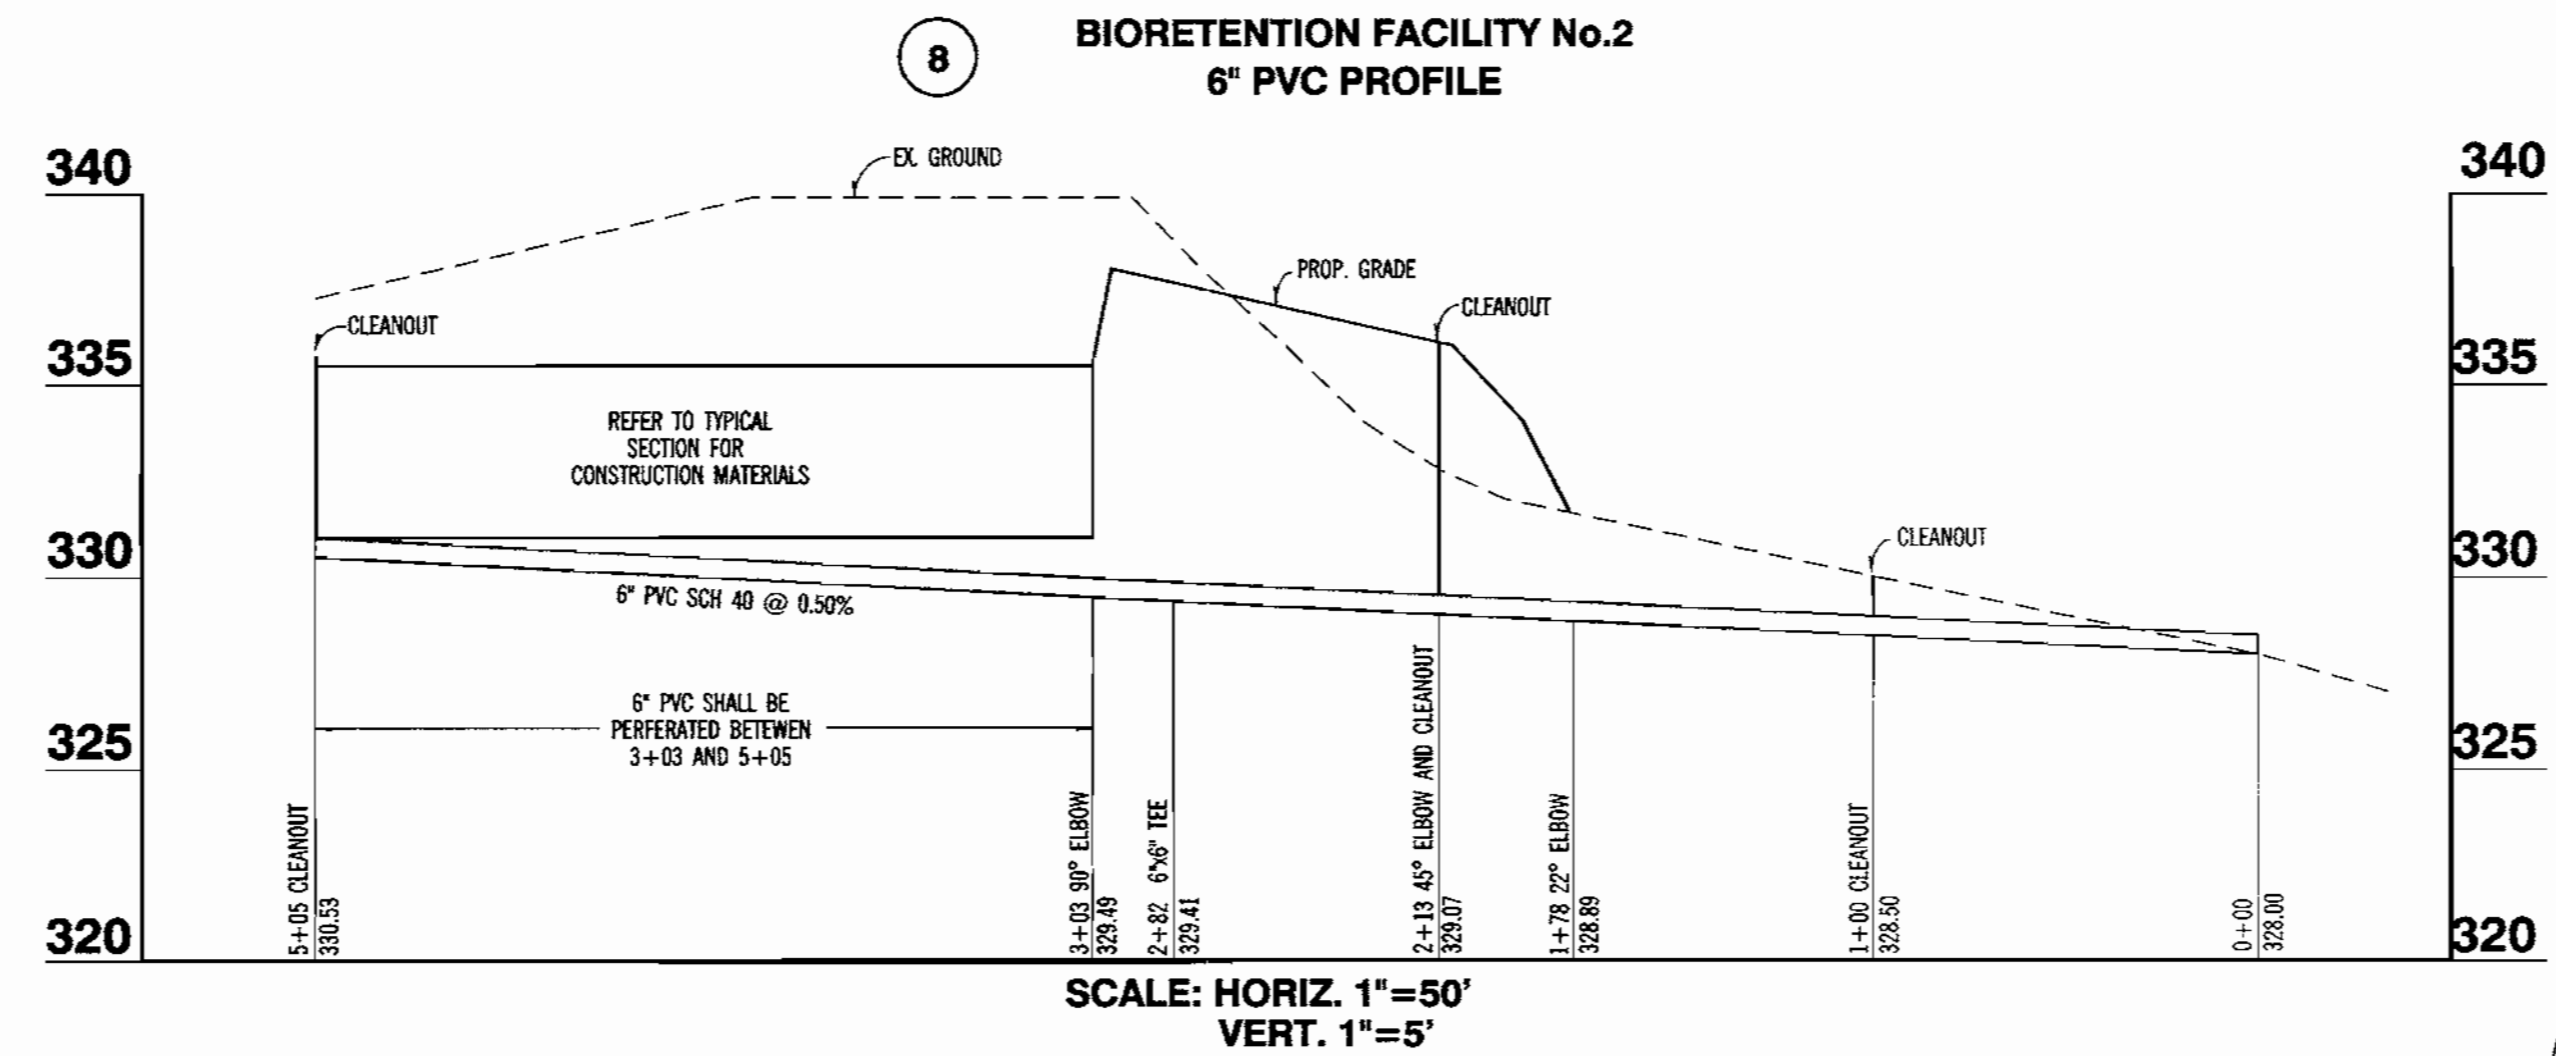 8
BIORETENTION FACILITY No.2
6" PVC PROFILE
340
340
EX. GROUND
PROP. GRADE
CLEANOUT
CLEANOUT
335
335
REFER TO TYPICAL
SECTION FOR
CONSTRUCTION MATERIALS
CLEANOUT
330
330
6" PVC SCH 40 @ 0.50%
6" PVC SHALL BE
PERFERATED BETEWEN
3+03 AND 5+05
325
325
5+05 CLEANOUT
330.53
3+03 90° ELBOW
329.49
2+82 6"x6" TEE
329.41
2+13 45° ELBOW AND CLEANOUT
329.07
1+78 22° ELBOW
328.89
1+00 CLEANOUT
328.50
0+00
328.00
320
320
SCALE: HORIZ. 1"=50'
VERT. 1"=5'